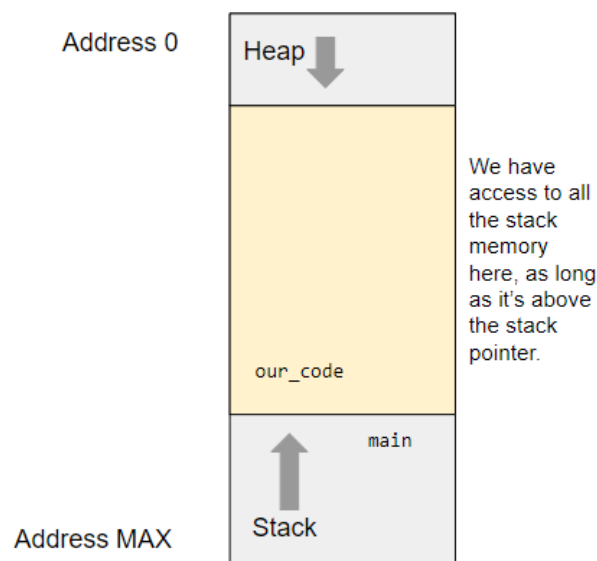 Address 0
Heap
We have
access to all
the stack
memory
here, as long
as it's above
the stack
pointer.
our_code
main
Stack
Address MAX